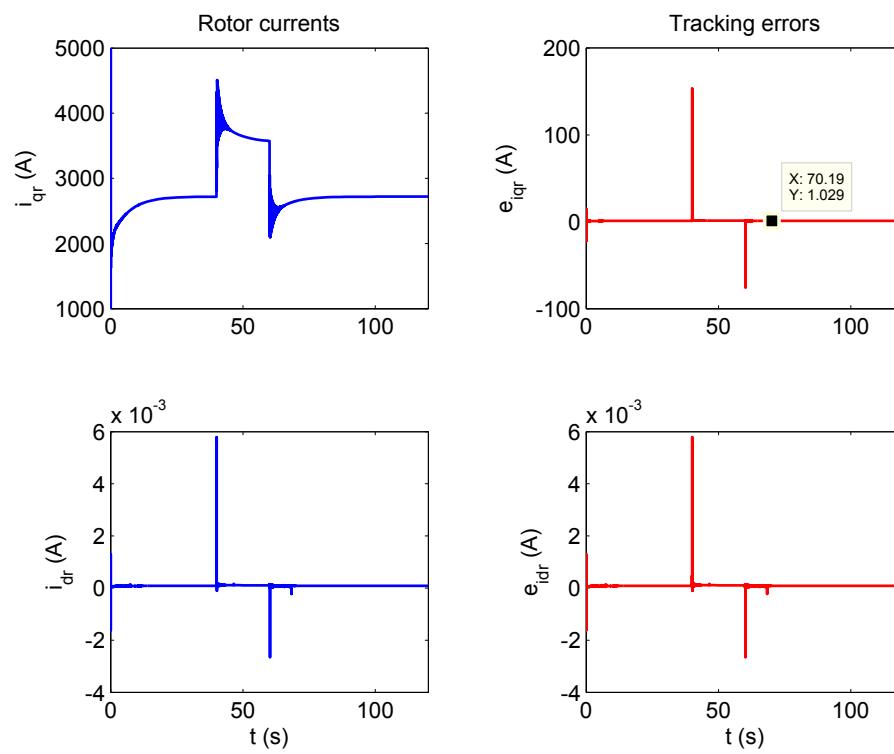 Rotor currents
5000
4000
3000
2000
1000
i_qr (A)
0
50
100
Tracking errors
200
100
0
-100
e_iqr (A)
X: 70.19
Y: 1.029
0
50
100
x 10^-3
6
4
2
0
-2
-4
i_dr (A)
0
50
100
t (s)
x 10^-3
6
4
2
0
-2
-4
e_idr (A)
0
50
100
t (s)